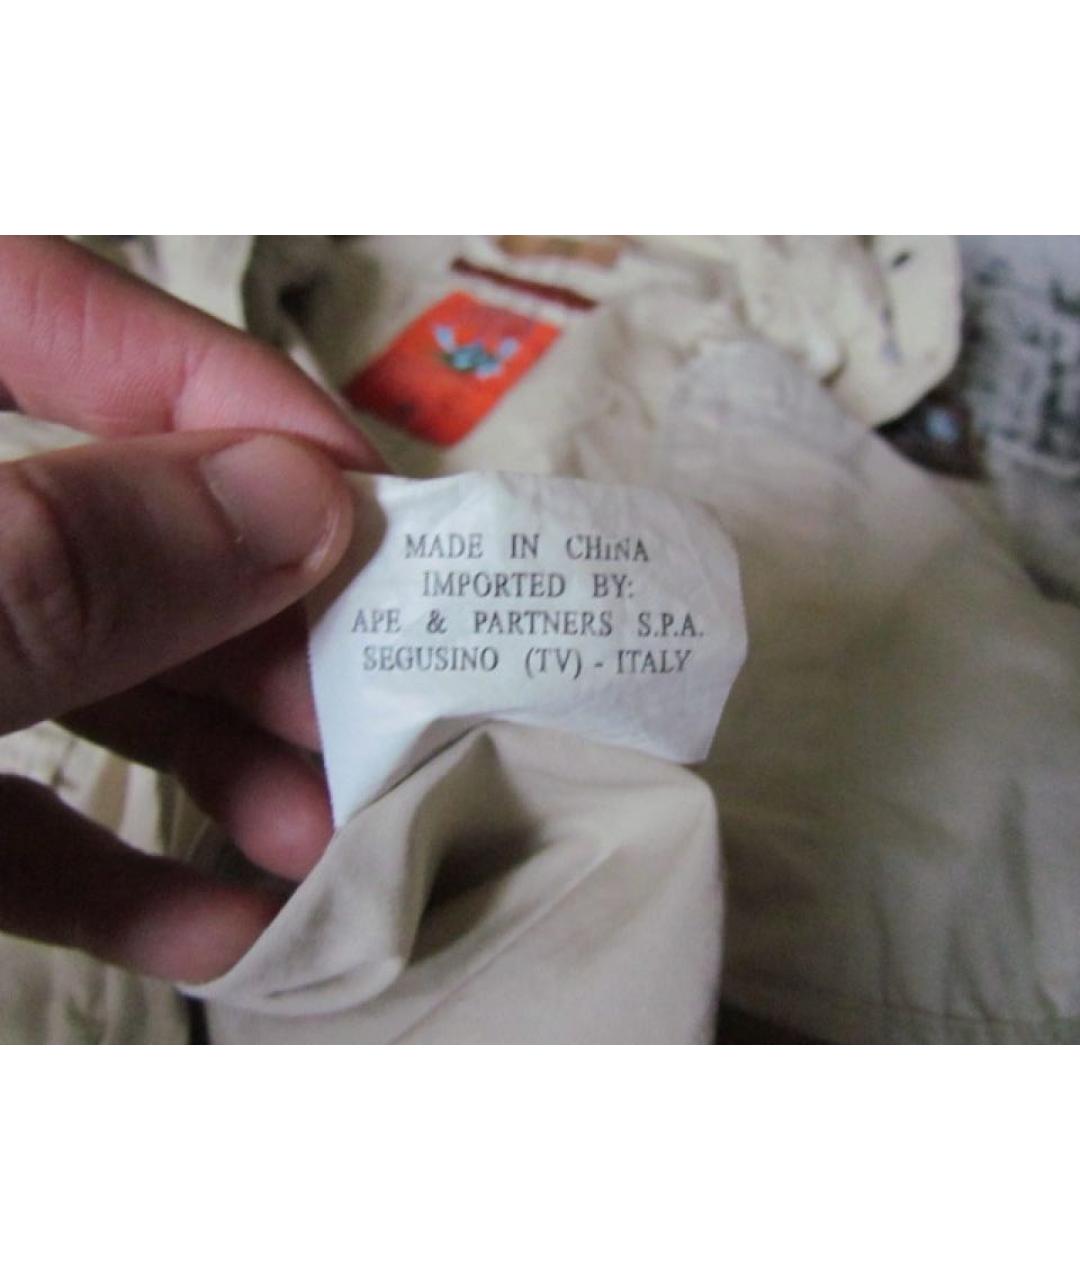 MADE IN CHiNA
IMPORTED BY:
APE & PARTNERS S.P.A.
SEGUSINO (TV) - ITALY